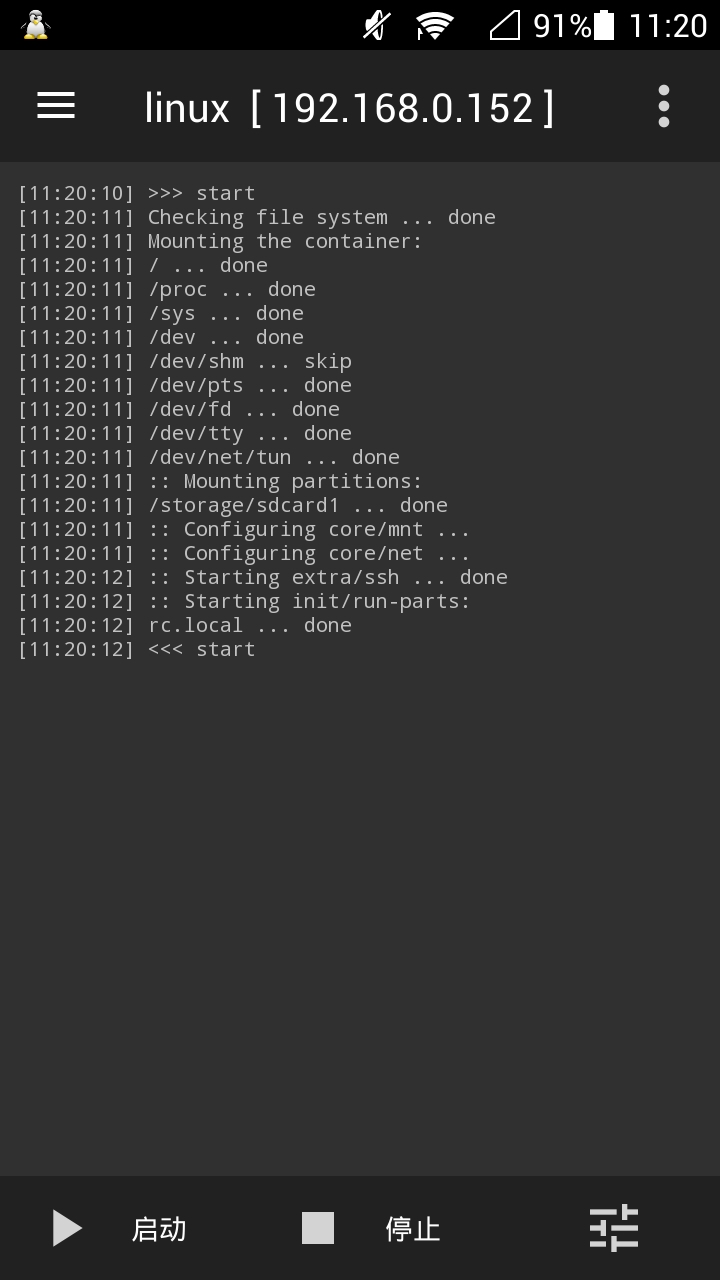 91% 11:20
linux [ 192.168.0.152 ]
[11:20:10] >>> start
[11:20:11] Checking file system ... done
[11:20:11] Mounting the container:
[11:20:11] / ... done
[11:20:11] /proc ... done
[11:20:11] /sys ... done
[11:20:11] /dev ... done
[11:20:11] /dev/shm ... skip
[11:20:11] /dev/pts ... done
[11:20:11] /dev/fd ... done
[11:20:11] /dev/tty ... done
[11:20:11] /dev/net/tun ... done
[11:20:11] :: Mounting partitions:
[11:20:11] /storage/sdcard1 ... done
[11:20:11] :: Configuring core/mnt ...
[11:20:11] :: Configuring core/net ...
[11:20:12] :: Starting extra/ssh ... done
[11:20:12] :: Starting init/run-parts:
[11:20:12] rc.local ... done
[11:20:12] <<< start
启动 停止